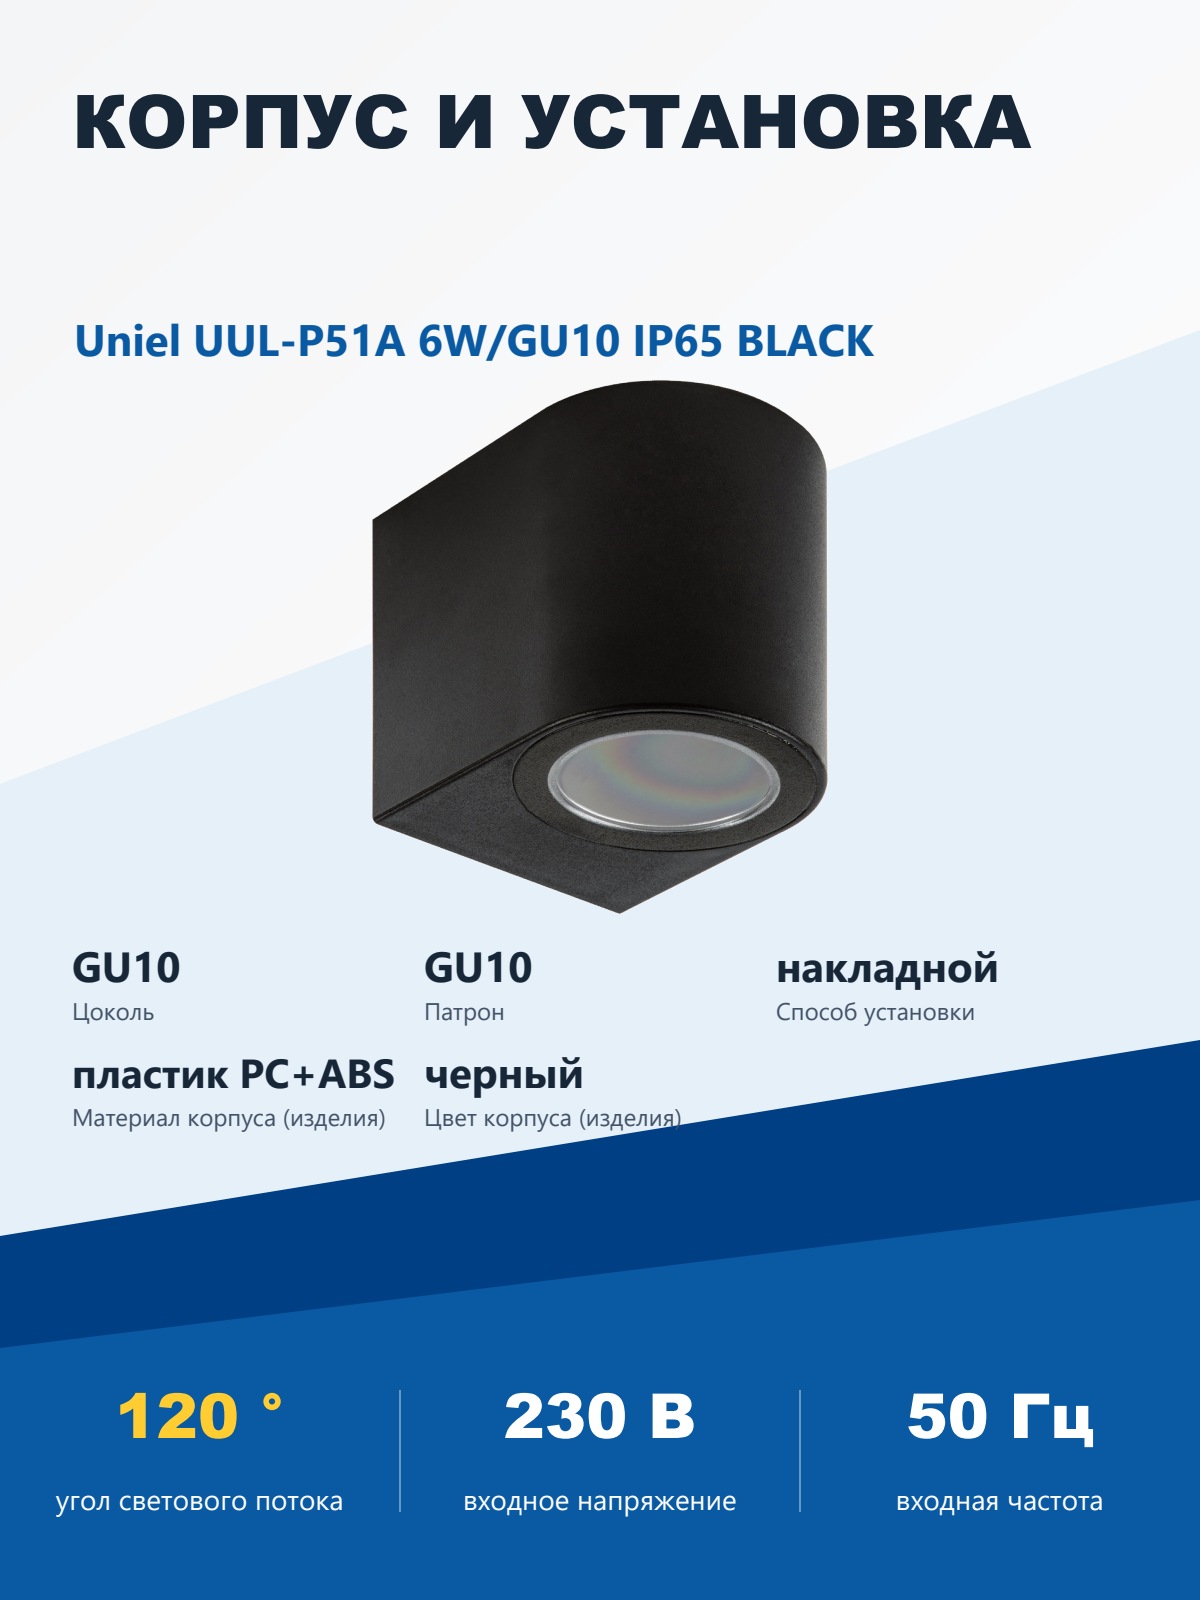 КОРПУС И УСТАНОВКА
Uniel UUL-P51A 6W/GU10 IP65 BLACK
GU10
Цоколь
GU10
Патрон
накладной
Способ установки
пластик PC+ABS
Материал корпуса (изделия)
черный
Цвет корпуса (изделия)
120 °
угол светового потока
230 В
входное напряжение
50 Гц
входная частота